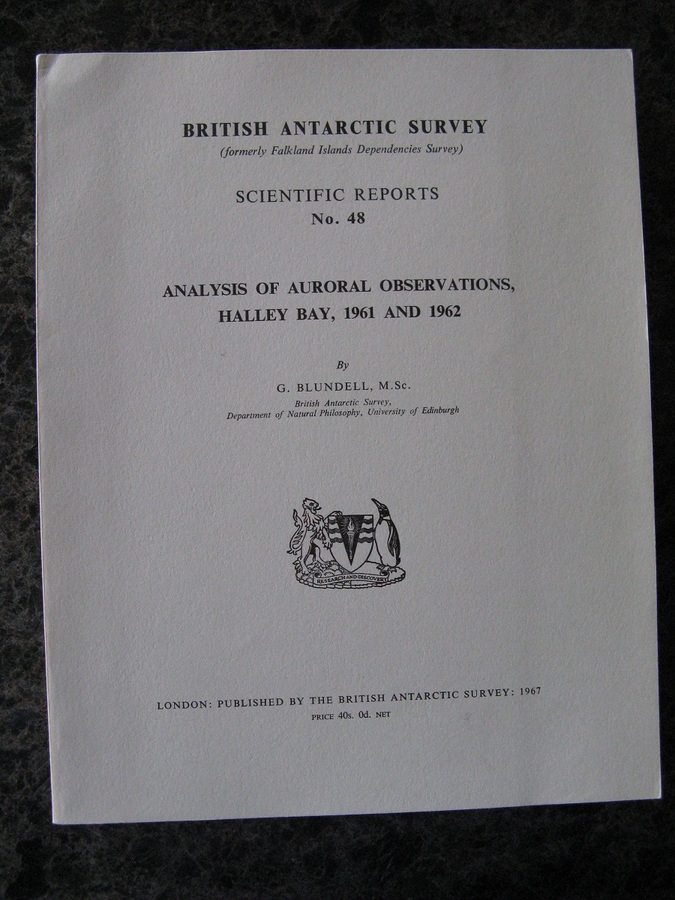 BRITISH ANTARCTIC SURVEY
(formerly Falkland Islands Dependencies Survey)
SCIENTIFIC REPORTS
No. 48
ANALYSIS OF AURORAL OBSERVATIONS,
HALLEY BAY, 1961 AND 1962
By
G. BLUNDELL, M.Sc.
British Antarctic Survey,
Department of Natural Philosophy, University of Edinburgh
RESEARCH AND DISCOVERY
LONDON: PUBLISHED BY THE BRITISH ANTARCTIC SURVEY: 1967
PRICE 40s. 0d. NET